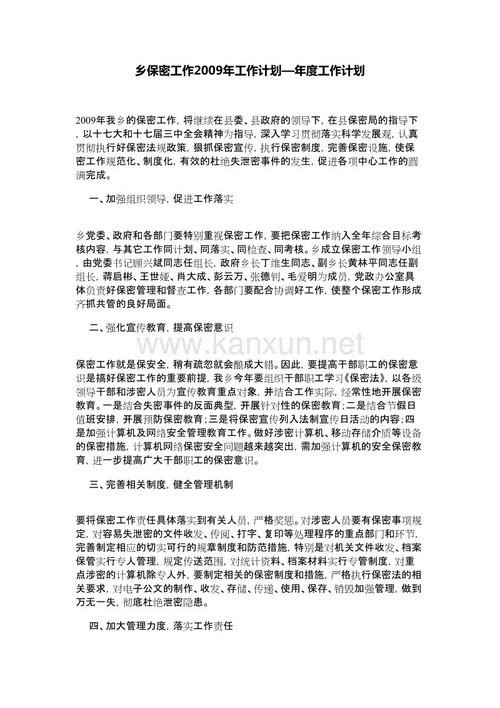 乡保密工作2009年工作计划—年度工作计划
2009年我乡的保密工作，将继续在县委、县政府的领导下，在县保密局的指导下
，以十七大和十七届三中全会精神为指导，深入学习贯彻落实科学发展观，认真
贯彻执行好保密法规政策，狠抓保密宣传，执行保密制度，完善保密设施，使保
密工作规范化、制度化，有效的杜绝失泄密事件的发生，促进各项中心工作的圆
满完成。
一、加强组织领导，促进工作落实
乡党委、政府和各部门要特别重视保密工作，要把保密工作纳入全年综合目标考
核内容，与其它工作同计划、同落实、同检查、同考核。乡成立保密工作领导小组
，由党委书记顾兴斌同志任组长，政府乡长丁维生同志、副乡长黄林平同志任副
组长，蒋启彬、王世娅、肖大成、彭云万、张德钊、毛爱明为成员，党政办公室具
体负责好保密管理和督查工作，各部门要配合协调好工作，使整个保密工作形成
齐抓共管的良好局面。
二、强化宣传教育，提高保密意识
www.kanxun.net
保密工作就是保安全，稍有疏忽就会酿成大错。因此，要提高干部职工的保密意
识是搞好保密工作的重要前提，我乡今年要组织干部职工学习《保密法》，以各级
领导干部和涉密人员为宣传教育重点对象，并结合工作实际，经常性地开展保密
教育。一是结合失密事件的反面典型，开展针对性的保密教育；二是结合节假日
值班安排，开展预防保密教育；三是将保密宣传列入法制宣传日活动的内容；四
是加强计算机及网络安全管理教育工作。做好涉密计算机、移动存储介质等设备
的保密措施，计算机网络保密安全问题越来越突出，需加强计算机的安全保密教
育，进一步提高广大干部职工的保密意识。
三、完善相关制度，健全管理机制
要将保密工作责任具体落实到有关人员，严格奖惩。对涉密人员要有保密事项规
定，对容易失泄密的文件收发、传阅、打字、复印等处理程序的重点部门和环节，
完善制定相应的切实可行的规章制度和防范措施，特别是对机关文件收发、档案
保管实行专人管理，规定传送范围，对统计资料、档案材料实行专管制度，对重
点涉密的计算机除专人外，要制定相关的保密制度和措施，严格执行保密法的相
关要求，对电子公文的制作、收发、存储、传递、使用、保存、销毁加强管理，做到
万无一失，彻底杜绝泄密隐患。
四、加大管理力度，落实工作责任